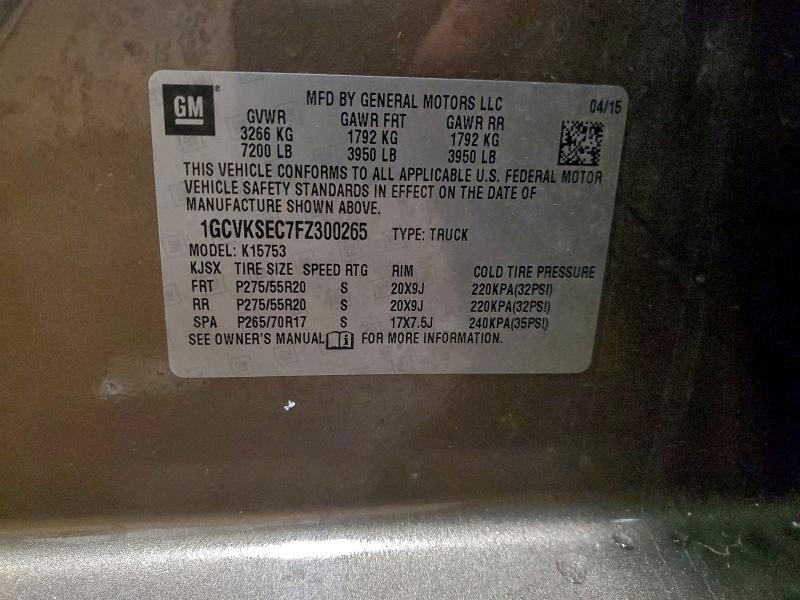 GM MFD BY GENERAL MOTORS LLC 04/15
GVWR GAWR FRT GAWR RR
3266 KG 1792 KG 1792 KG
7200 LB 3950 LB 3950 LB
THIS VEHICLE CONFORMS TO ALL APPLICABLE U.S. FEDERAL MOTOR
VEHICLE SAFETY STANDARDS IN EFFECT ON THE DATE OF
MANUFACTURE SHOWN ABOVE.
1GCVKSEC7FZ300265 TYPE: TRUCK
MODEL: K15753
KJSX TIRE SIZE SPEED RTG RIM COLD TIRE PRESSURE
FRT P275/55R20 S 20X9J 220KPA(32PSI)
RR P275/55R20 S 20X9J 220KPA(32PSI)
SPA P265/70R17 S 17X7.5J 240KPA(35PSI)
SEE OWNER'S MANUAL FOR MORE INFORMATION.